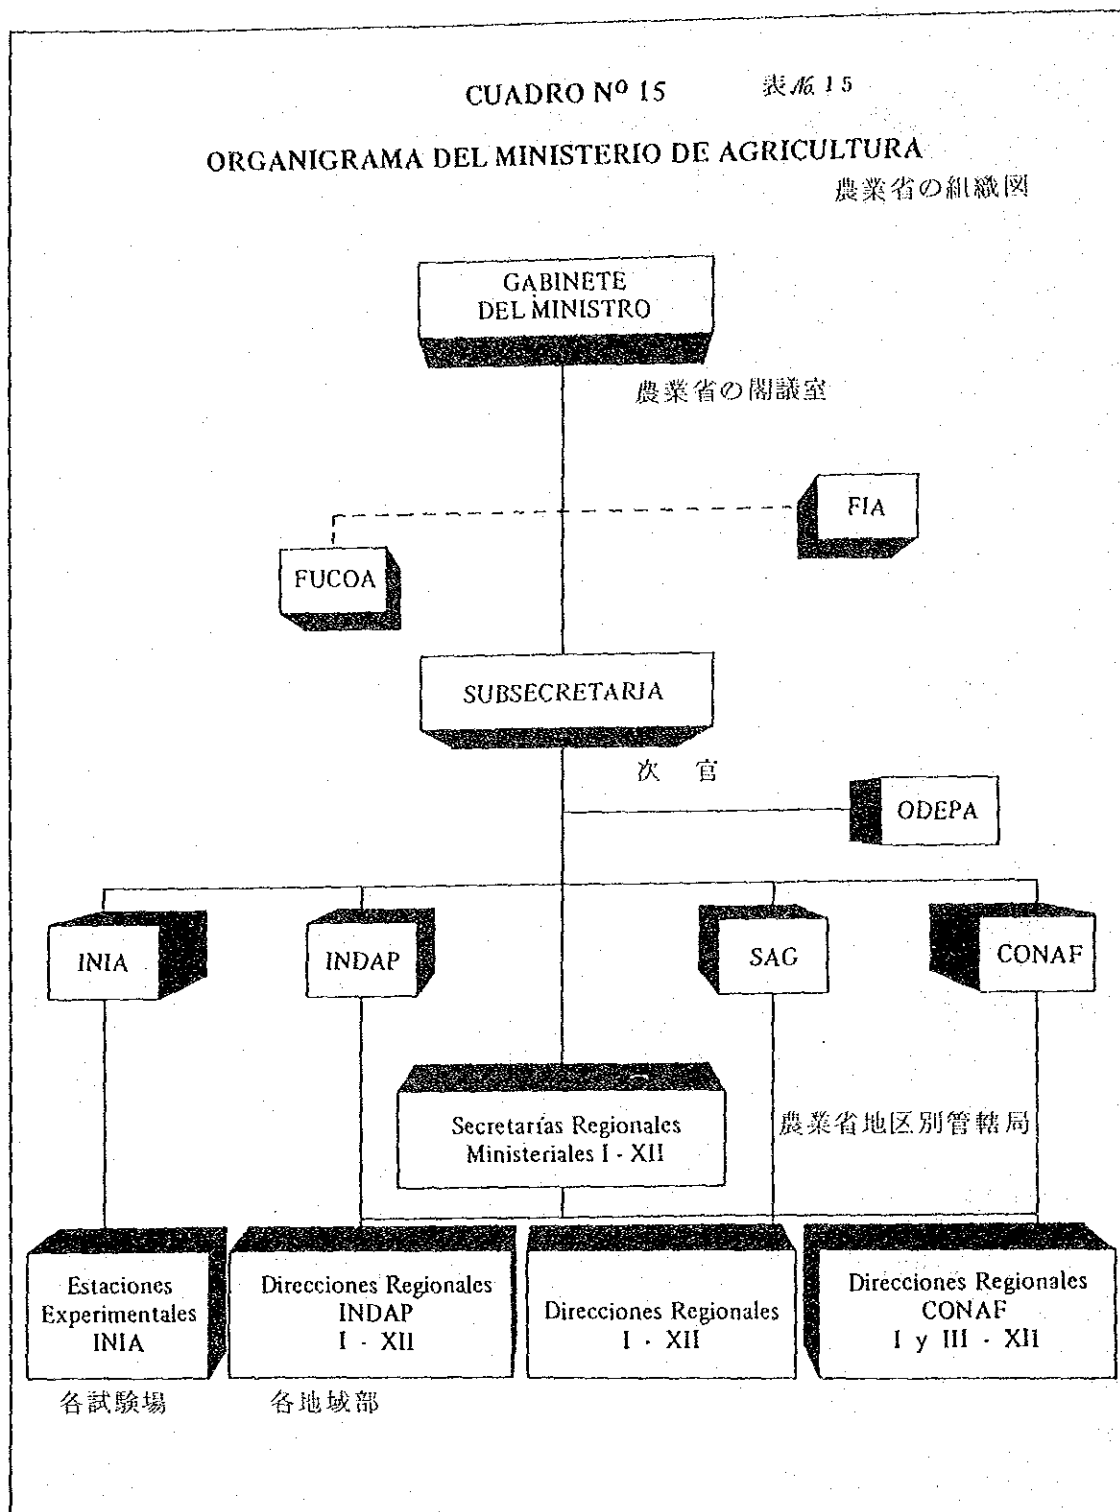 CUADRO Nº 15 表№15
ORGANIGRAMA DEL MINISTERIO DE AGRICULTURA
農業省の組織図
GABINETE
DEL MINISTRO
農業省の閣議室
FIA
FUCOA
SUBSECRETARIA
次 官
ODEPA
INIA
INDAP
SAG
CONAF
Secretarías Regionales
Ministeriales I - XII
農業省地区別管轄局
Estaciones
Experimentales
INIA
Direcciones Regionales
INDAP
I - XII
Direcciones Regionales
I - XII
Direcciones Regionales
CONAF
I y III - XII
各試験場
各地域部